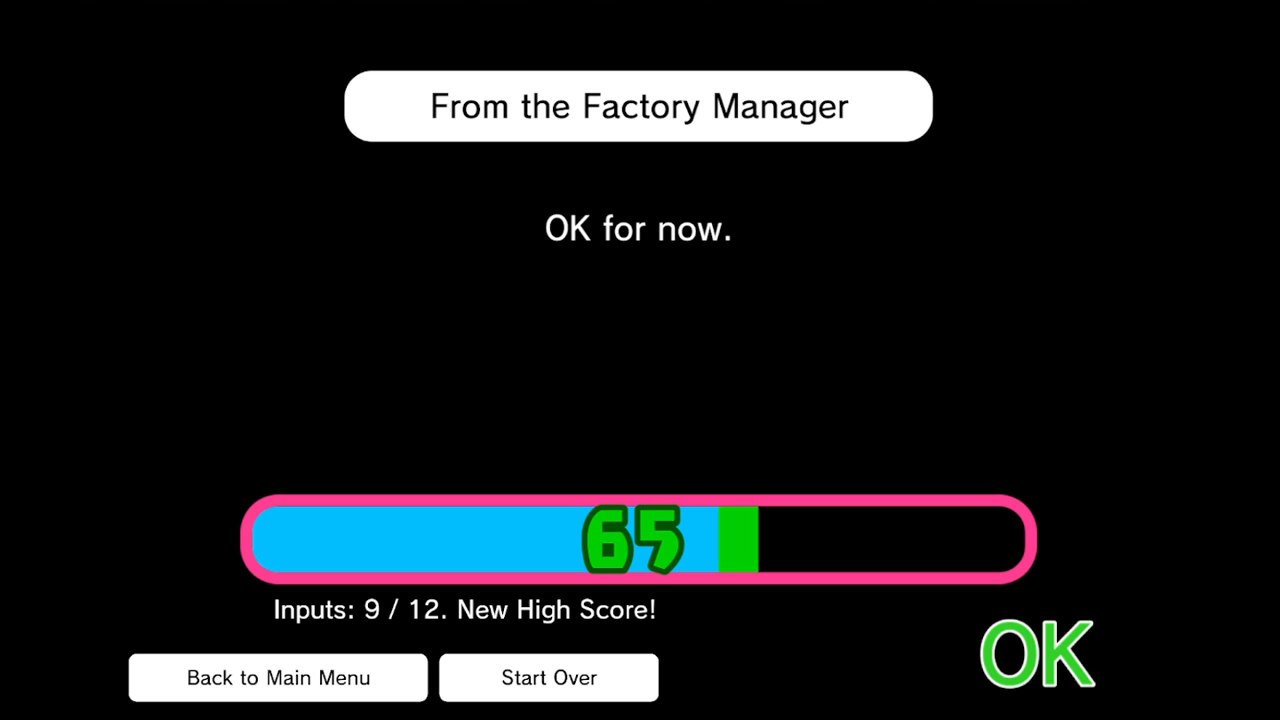 From the Factory Manager
OK for now.
65
Inputs: 9 / 12. New High Score!
OK
Back to Main Menu
Start Over